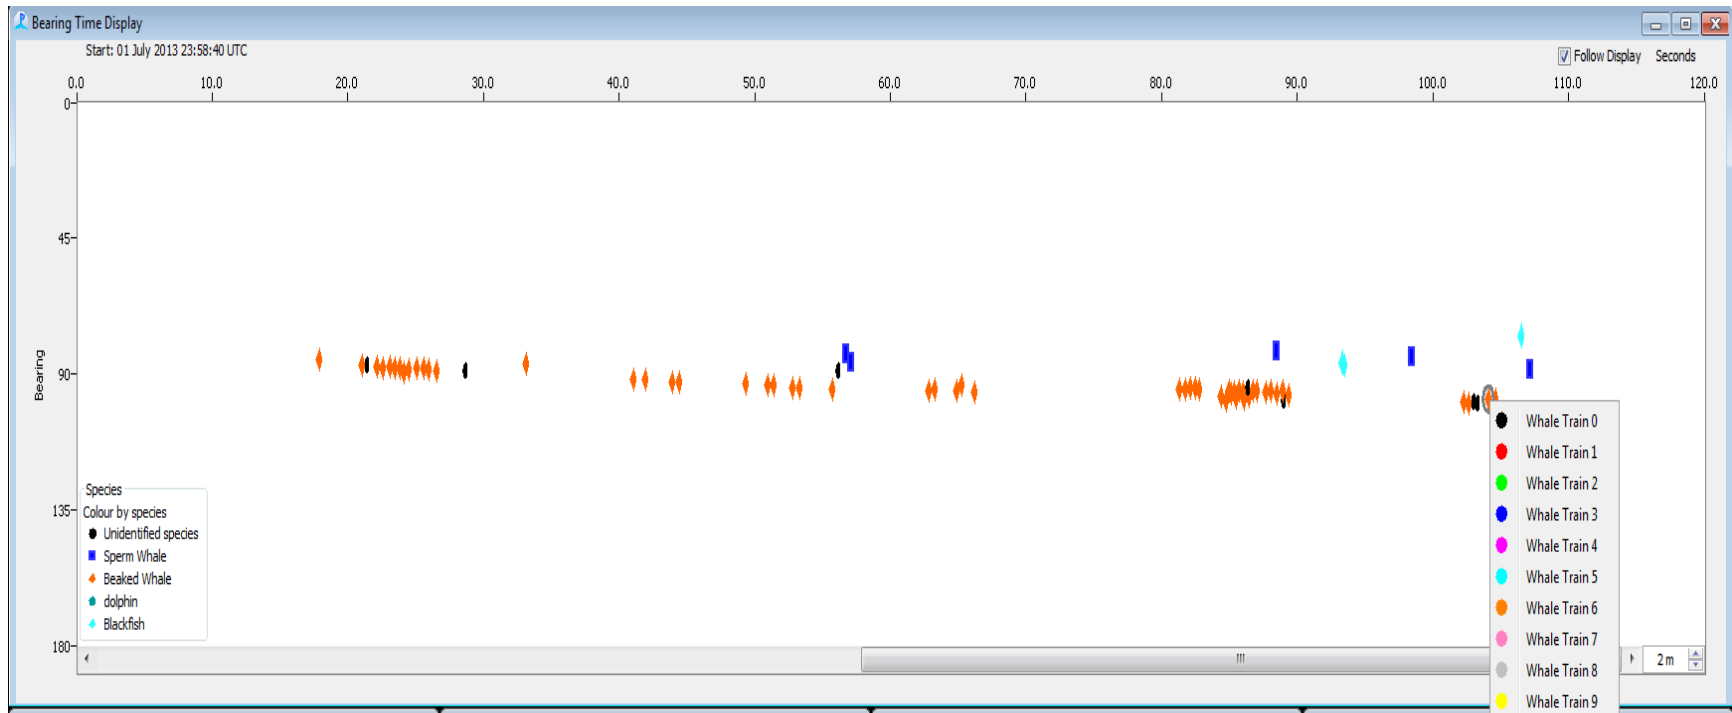 Bearing Time Display
Start: 01 July 2013 23:58:40 UTC
Follow Display Seconds
0.0 10.0 20.0 30.0 40.0 50.0 60.0 70.0 80.0 90.0 100.0 110.0 120.0
0
45
90
135
180
Bearing
Species
Colour by species
Unidentified species
Sperm Whale
Beaked Whale
dolphin
Blackfish
Whale Train 0
Whale Train 1
Whale Train 2
Whale Train 3
Whale Train 4
Whale Train 5
Whale Train 6
Whale Train 7
Whale Train 8
Whale Train 9
2 m